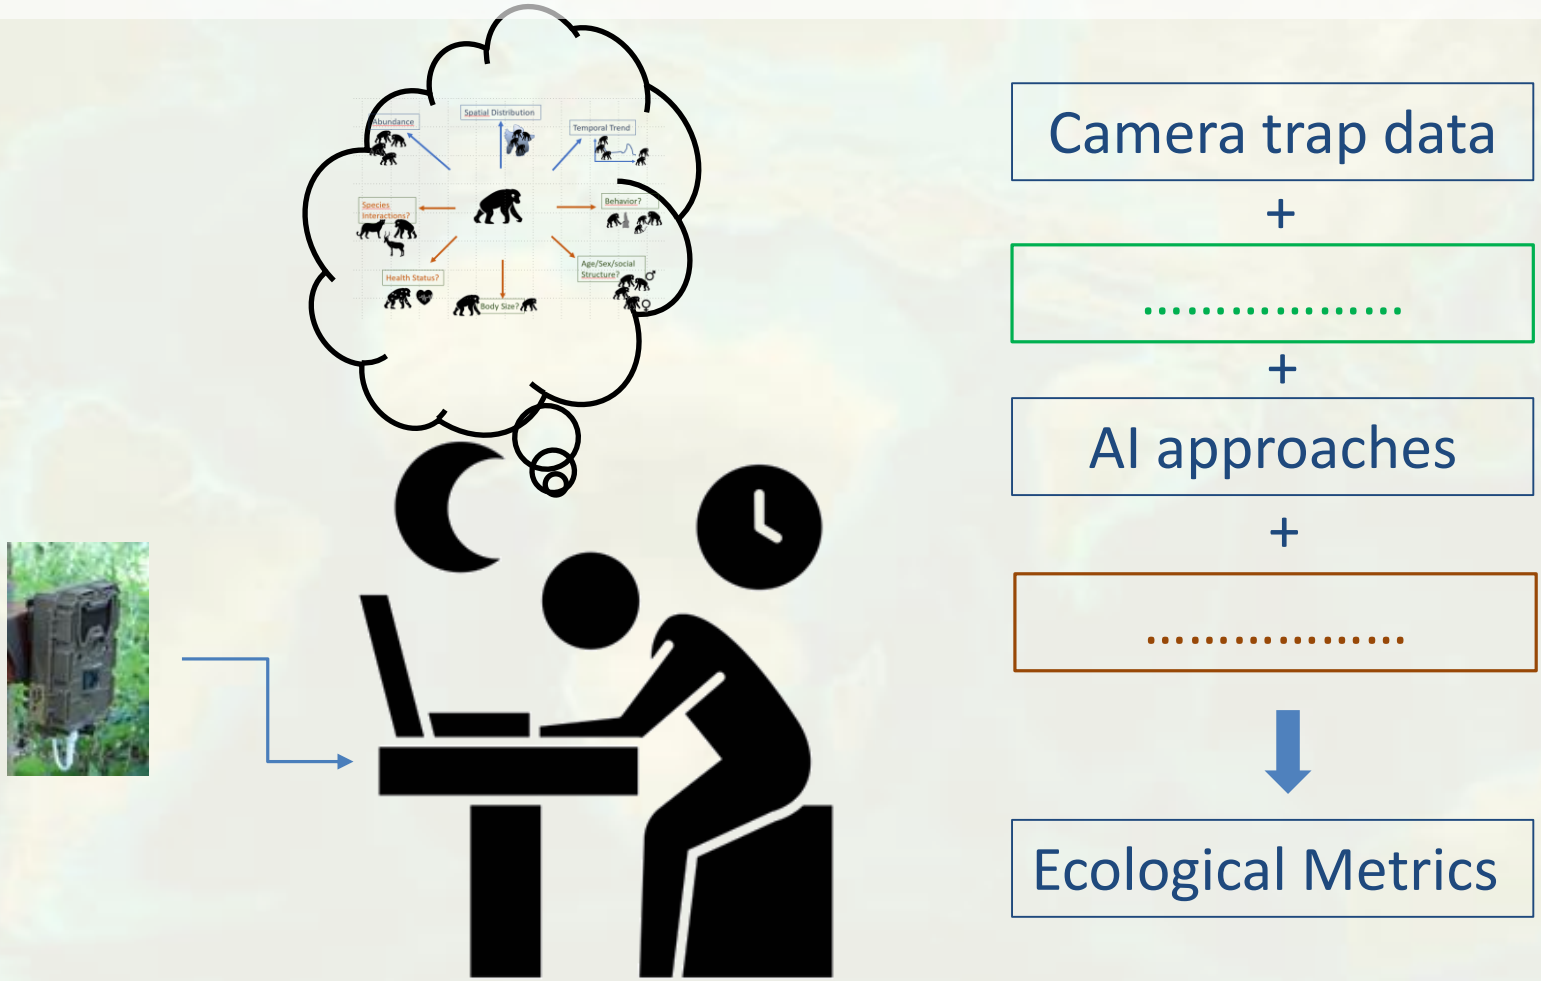 Abundance
Spatial Distribution
Temporal Trend
Species
Interactions?
Behavior?
Health Status?
Age/Sex/social
Structure?
Body Size?
Camera trap data
+
..................
+
AI approaches
+
..................
Ecological Metrics